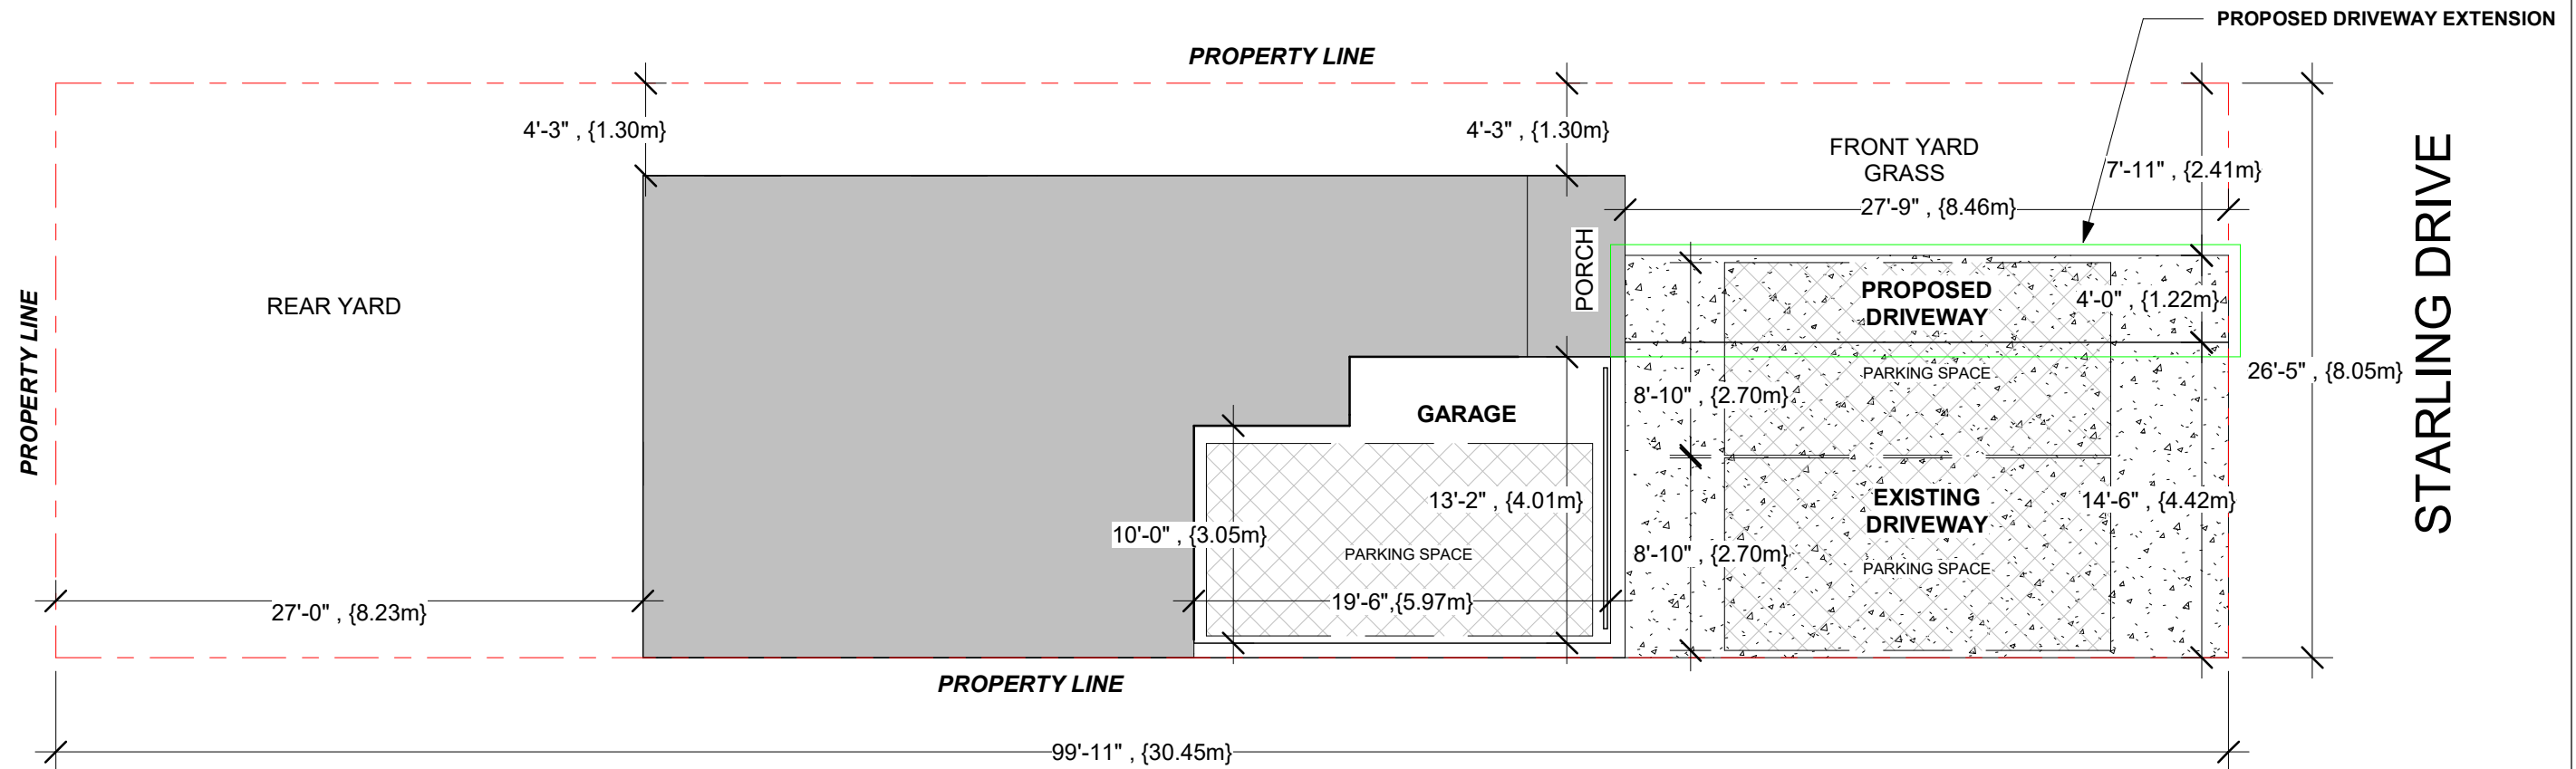 PROPOSED DRIVEWAY EXTENSION
PROPERTY LINE
4'-3" , {1.30m}
4'-3" , {1.30m}
FRONT YARD
GRASS
7'-11" , {2.41m}
27'-9" , {8.46m}
STARLING DRIVE
PORCH
PROPOSED
DRIVEWAY
4'-0" , {1.22m}
REAR YARD
PROPERTY LINE
PARKING SPACE
26'-5" , {8.05m}
8'-10" , {2.70m}
GARAGE
13'-2" , {4.01m}
EXISTING
DRIVEWAY
14'-6" , {4.42m}
10'-0" , {3.05m}
PARKING SPACE
8'-10" , {2.70m}
PARKING SPACE
19'-6",{5.97m}
27'-0" , {8.23m}
PROPERTY LINE
99'-11" , {30.45m}